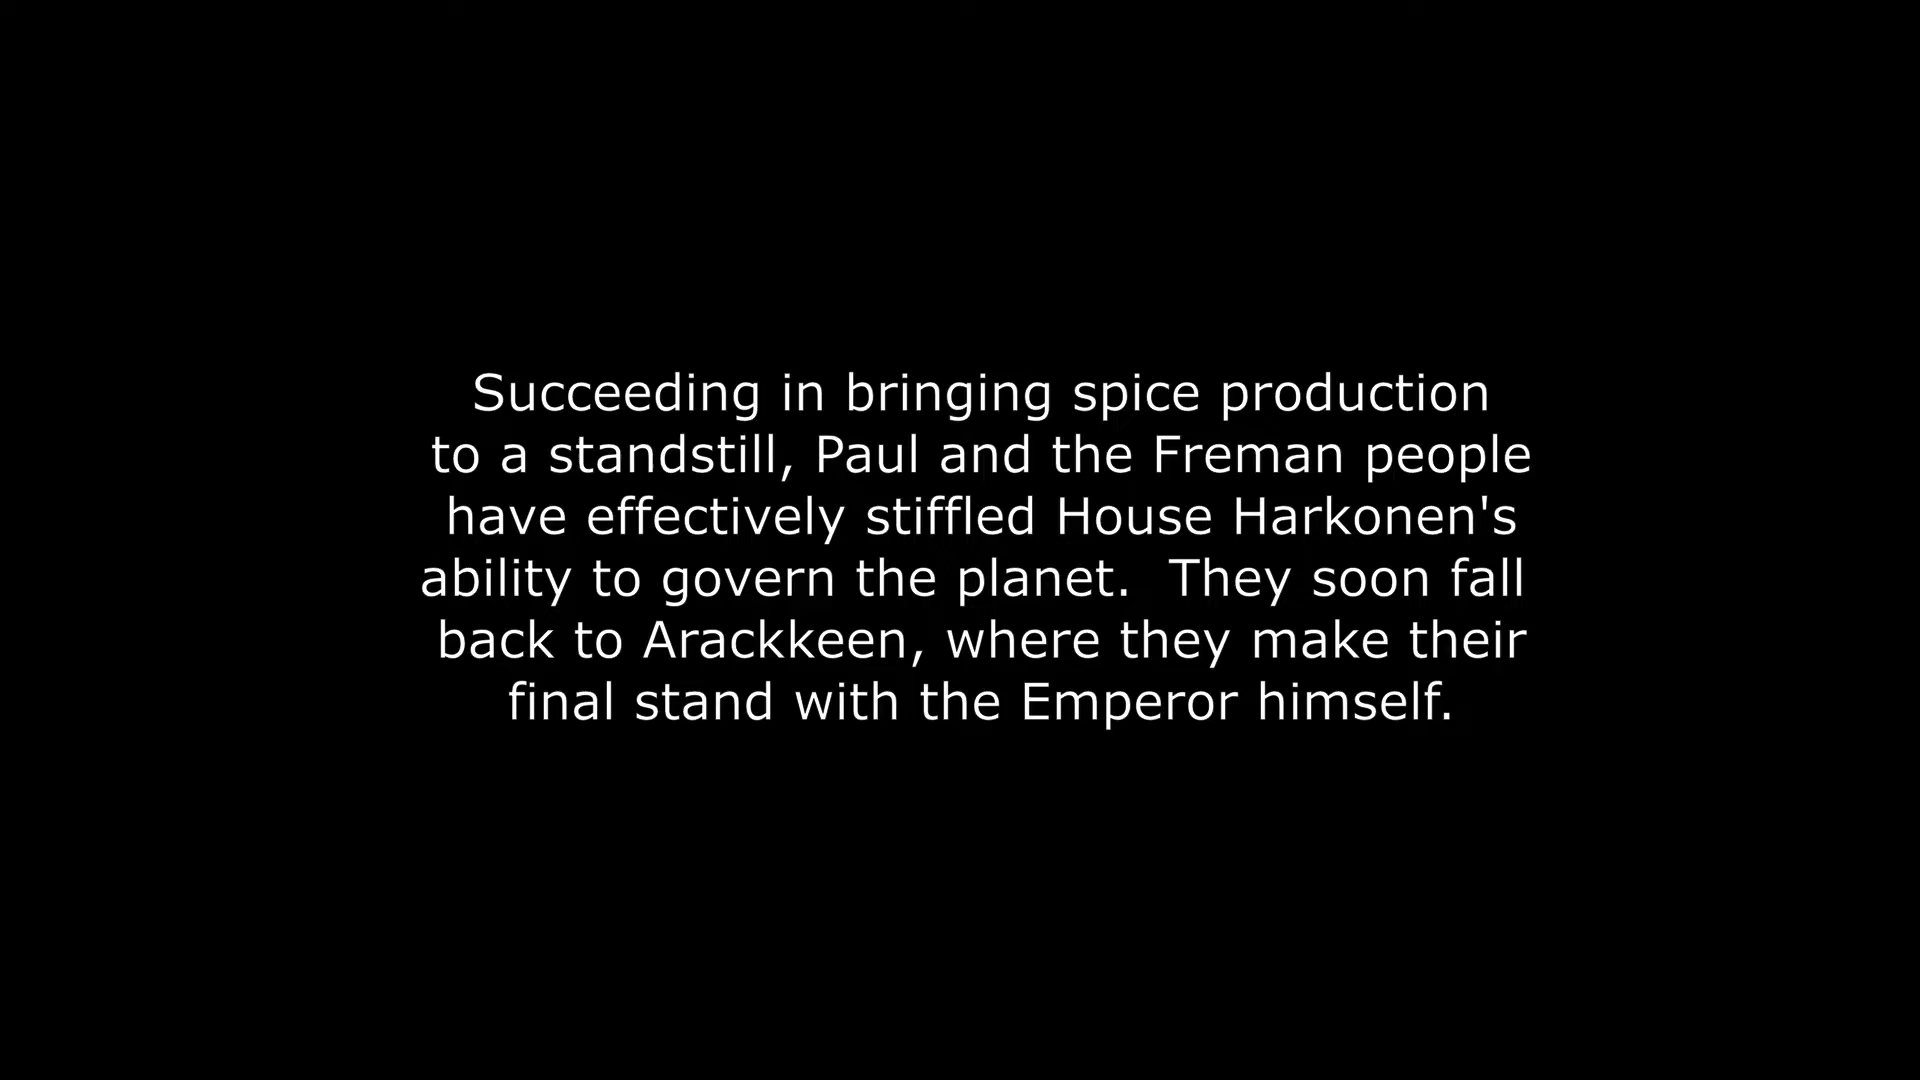 Succeeding in bringing spice production
to a standstill, Paul and the Freman people
have effectively stiffled House Harkonen's
ability to govern the planet.  They soon fall
back to Arackkeen, where they make their
final stand with the Emperor himself.